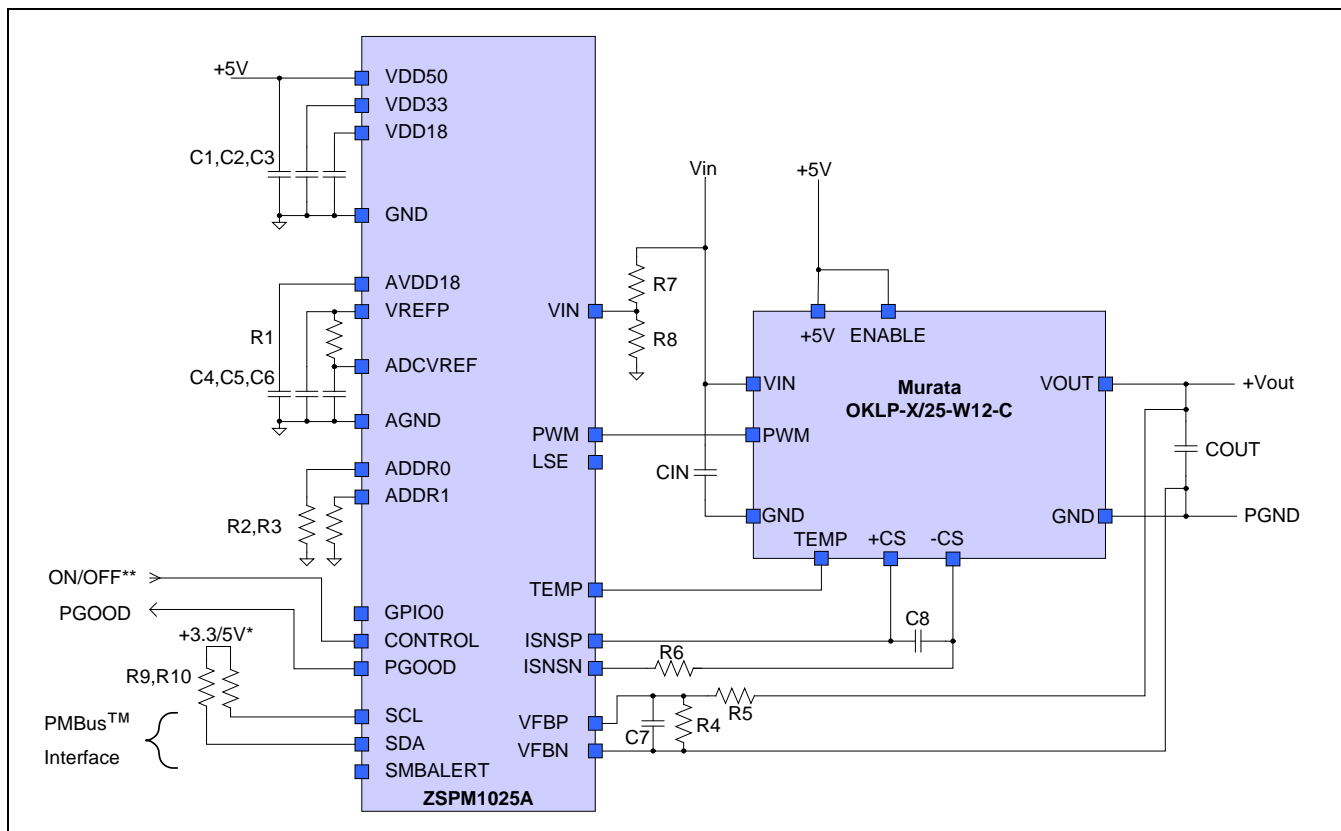 +5V
VDD50
VDD33
VDD18
C1,C2,C3
GND
AVDD18
VREFP
R1
ADCVREF
C4,C5,C6
AGND
ADDR0
ADDR1
R2,R3
ON/OFF**
PGOOD
GPIO0
CONTROL
PGOOD
+3.3/5V*
R9,R10
SCL
SDA
SMBALERT
PMBus™
Interface
ZSPM1025A
VIN
PWM
LSE
TEMP
ISNSP
ISNSN
VFBP
VFBN
Vin
R7
R8
CIN
+5V
+5V
ENABLE
VIN
Murata
OKLP-X/25-W12-C
VOUT
PWM
GND
GND
TEMP
+CS
-CS
+Vout
COUT
PGND
C8
R6
R5
C7
R4